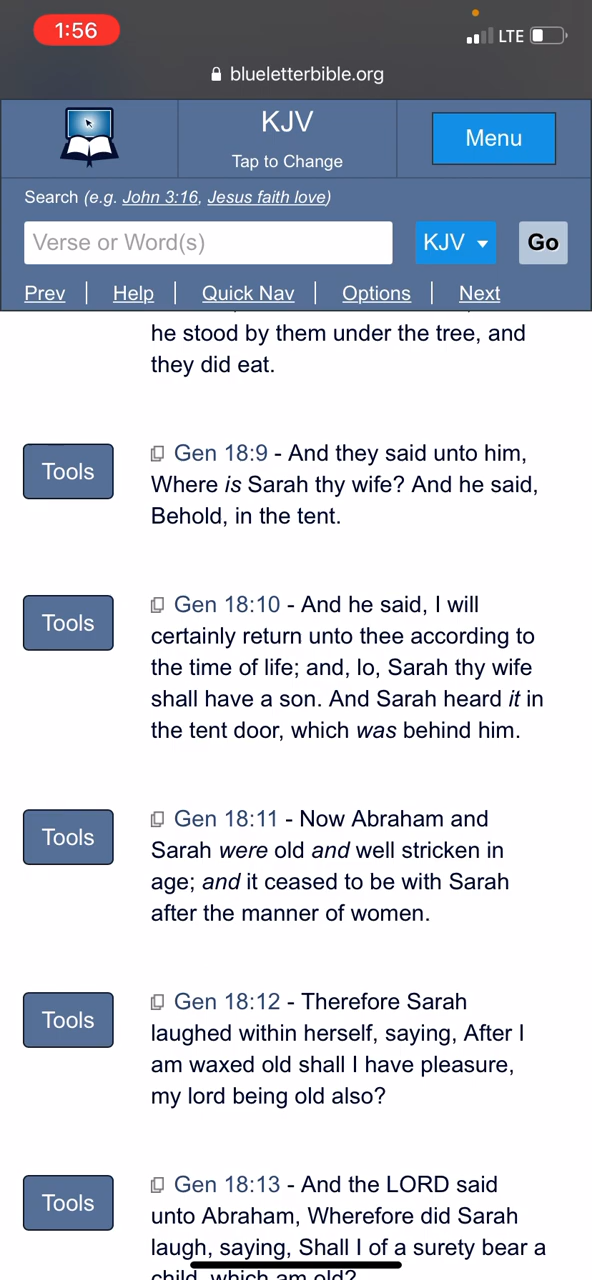 1:56
LTE
blueletterbible.org
KJV
Tap to Change
Menu
Search (e.g. John 3:16, Jesus faith love)
Verse or Word(s)
KJV
Go
Prev | Help | Quick Nav | Options | Next
he stood by them under the tree, and
they did eat.
Tools
Gen 18:9 - And they said unto him,
Where is Sarah thy wife? And he said,
Behold, in the tent.
Tools
Gen 18:10 - And he said, I will
certainly return unto thee according to
the time of life; and, lo, Sarah thy wife
shall have a son. And Sarah heard it in
the tent door, which was behind him.
Tools
Gen 18:11 - Now Abraham and
Sarah were old and well stricken in
age; and it ceased to be with Sarah
after the manner of women.
Tools
Gen 18:12 - Therefore Sarah
laughed within herself, saying, After I
am waxed old shall I have pleasure,
my lord being old also?
Tools
Gen 18:13 - And the LORD said
unto Abraham, Wherefore did Sarah
laugh, saying, Shall I of a surety bear a
child, which am old?